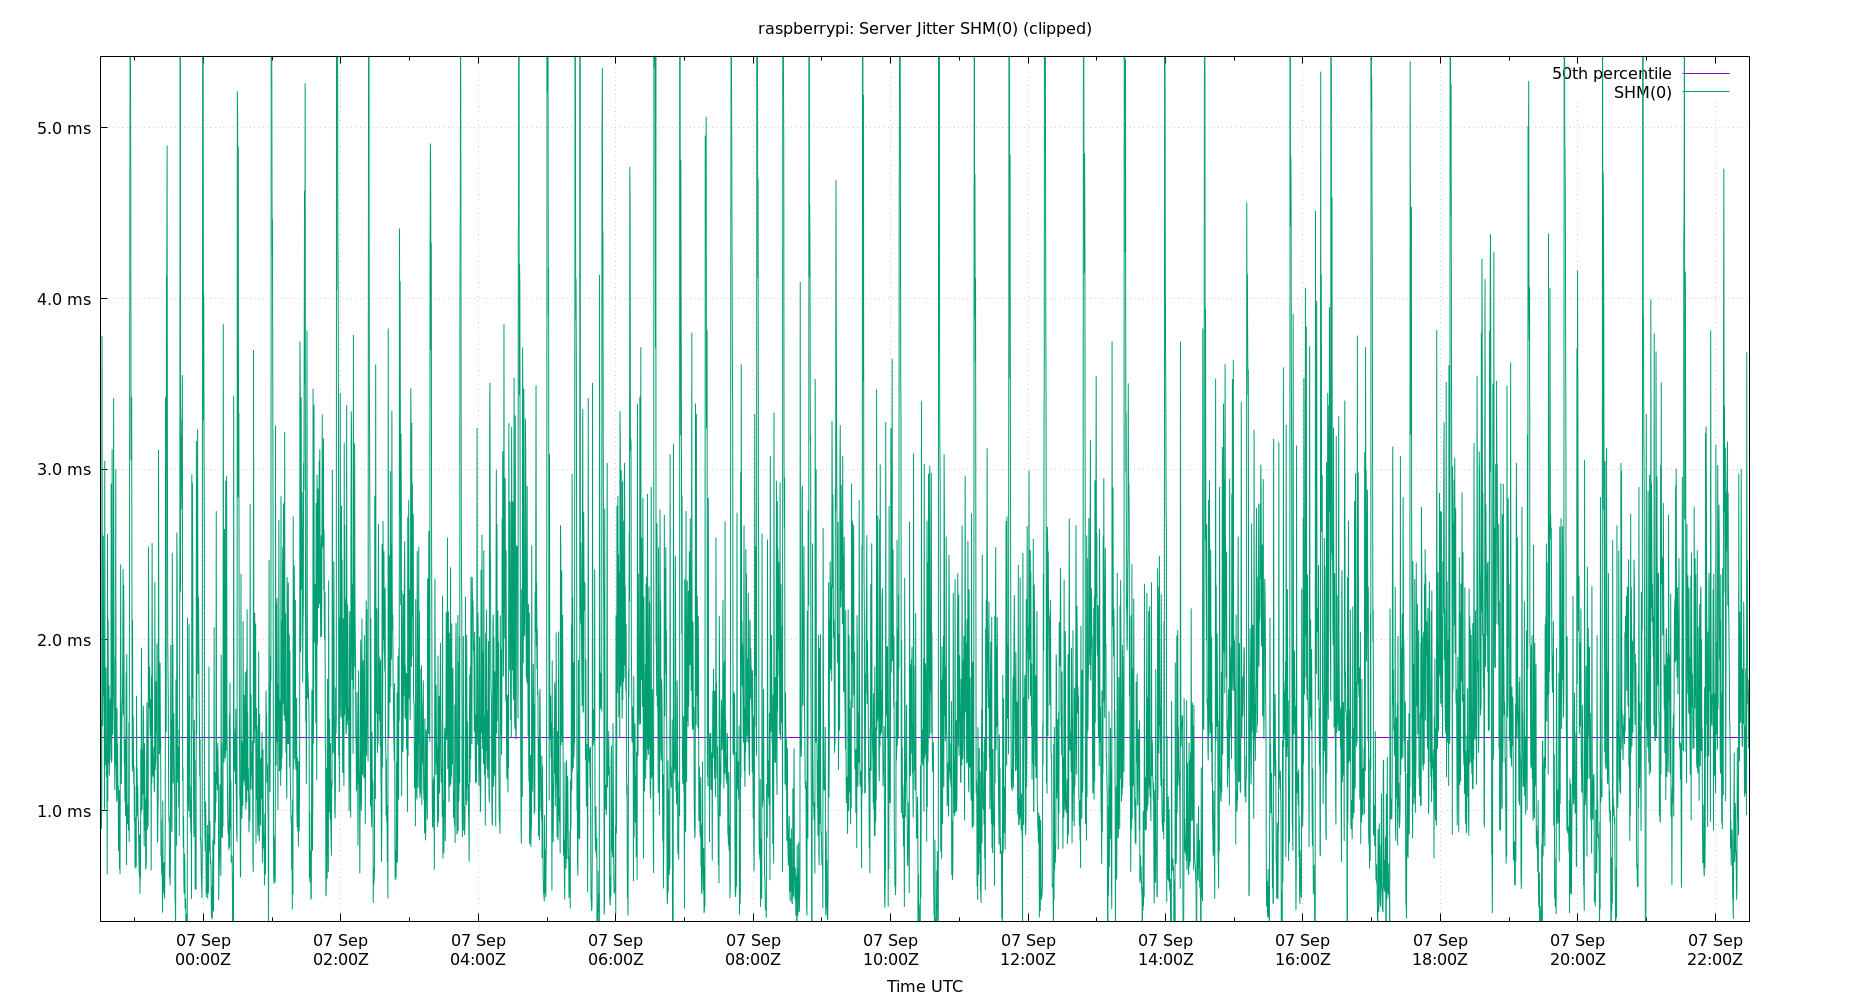 raspberrypi: Server Jitter SHM(0) (clipped)
50th percentile
SHM(0)
5.0 ms
4.0 ms
3.0 ms
2.0 ms
1.0 ms
07 Sep 07 Sep 07 Sep 07 Sep 07 Sep 07 Sep 07 Sep 07 Sep 07 Sep 07 Sep 07 Sep 07 Sep
00:00Z 02:00Z 04:00Z 06:00Z 08:00Z 10:00Z 12:00Z 14:00Z 16:00Z 18:00Z 20:00Z 22:00Z
Time UTC